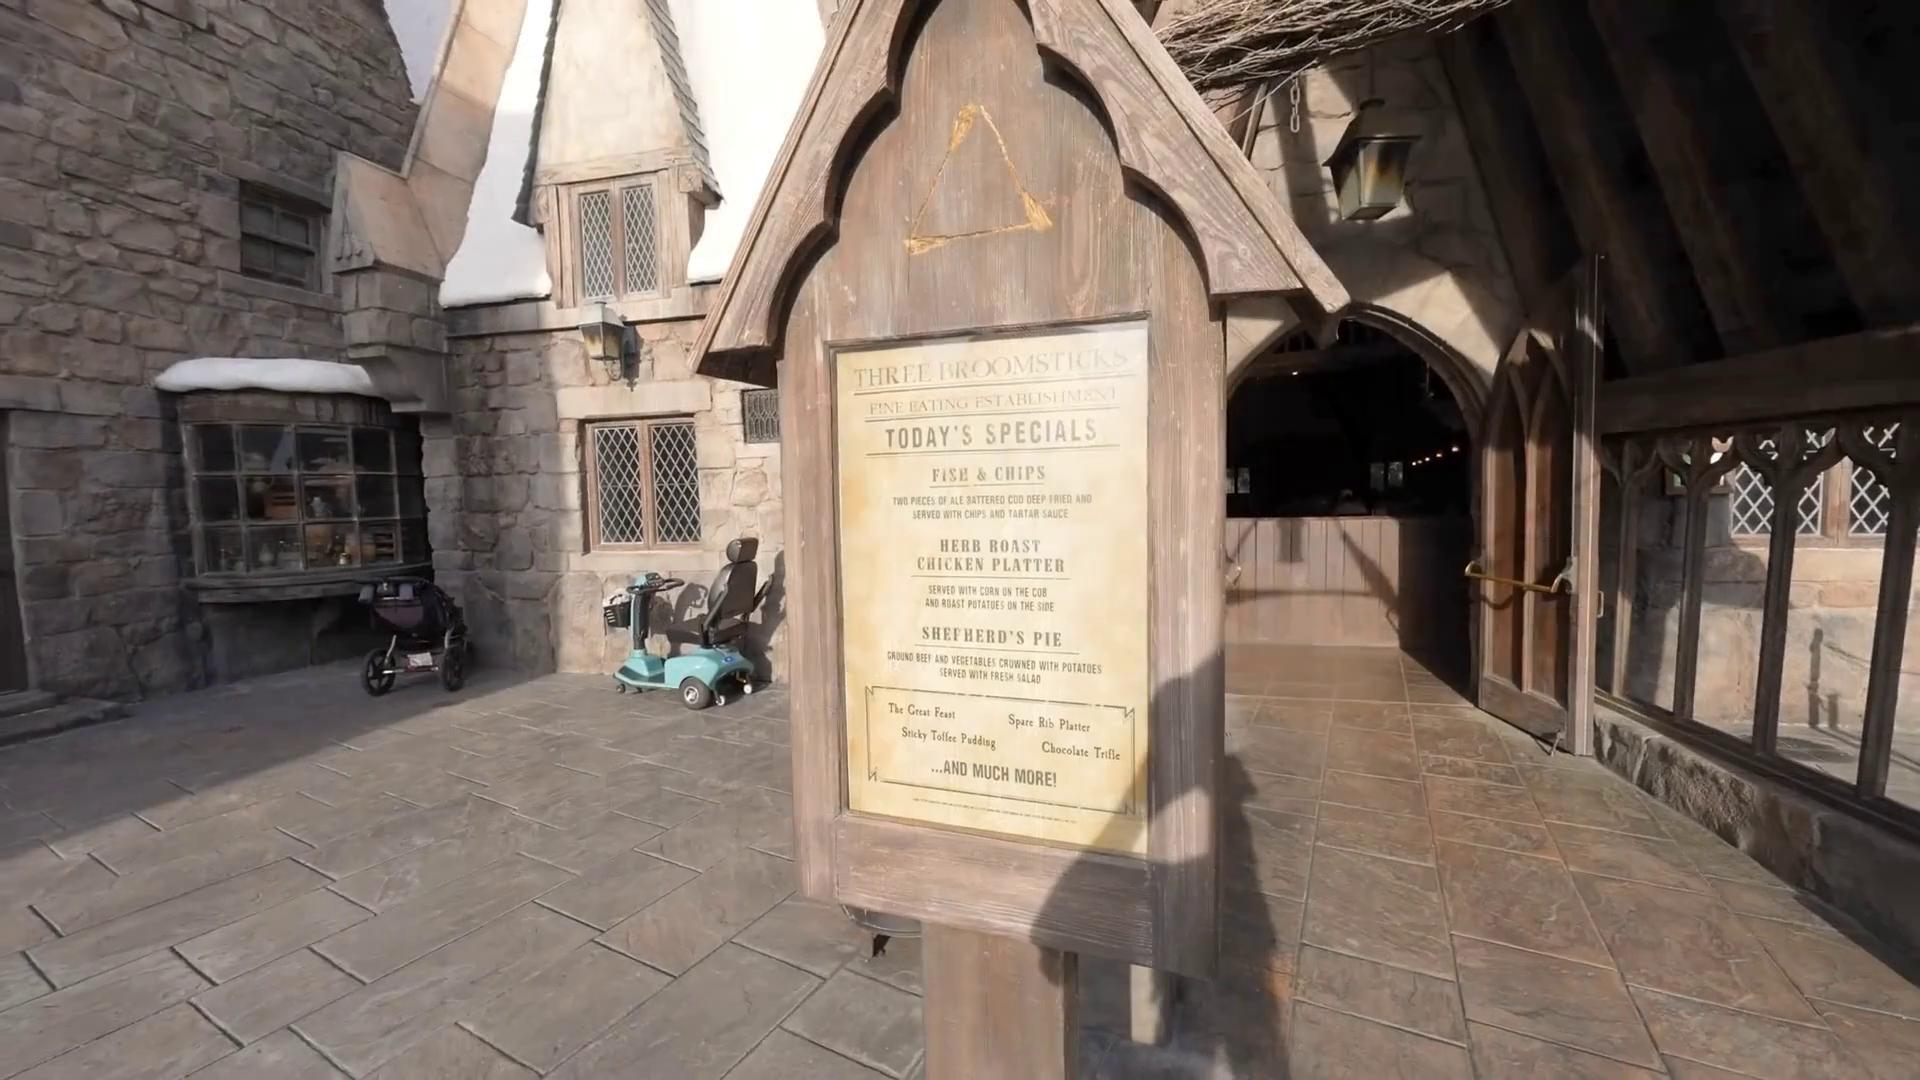 THREE BROOMSTICKS
FINE EATING ESTABLISHMENT
TODAY'S SPECIALS
FISH & CHIPS
TWO PIECES OF ALE BATTERED COD DEEP FRIED AND
SERVED WITH CHIPS AND TARTAR SAUCE
HERB ROAST
CHICKEN PLATTER
SERVED WITH CORN ON THE COB
AND ROAST POTATOES ON THE SIDE
SHEPHERD'S PIE
GROUND BEEF AND VEGETABLES CROWNED WITH POTATOES
SERVED WITH FRESH SALAD
The Great Feast
Spare Rib Platter
Sticky Toffee Pudding
Chocolate Trifle
...AND MUCH MORE!